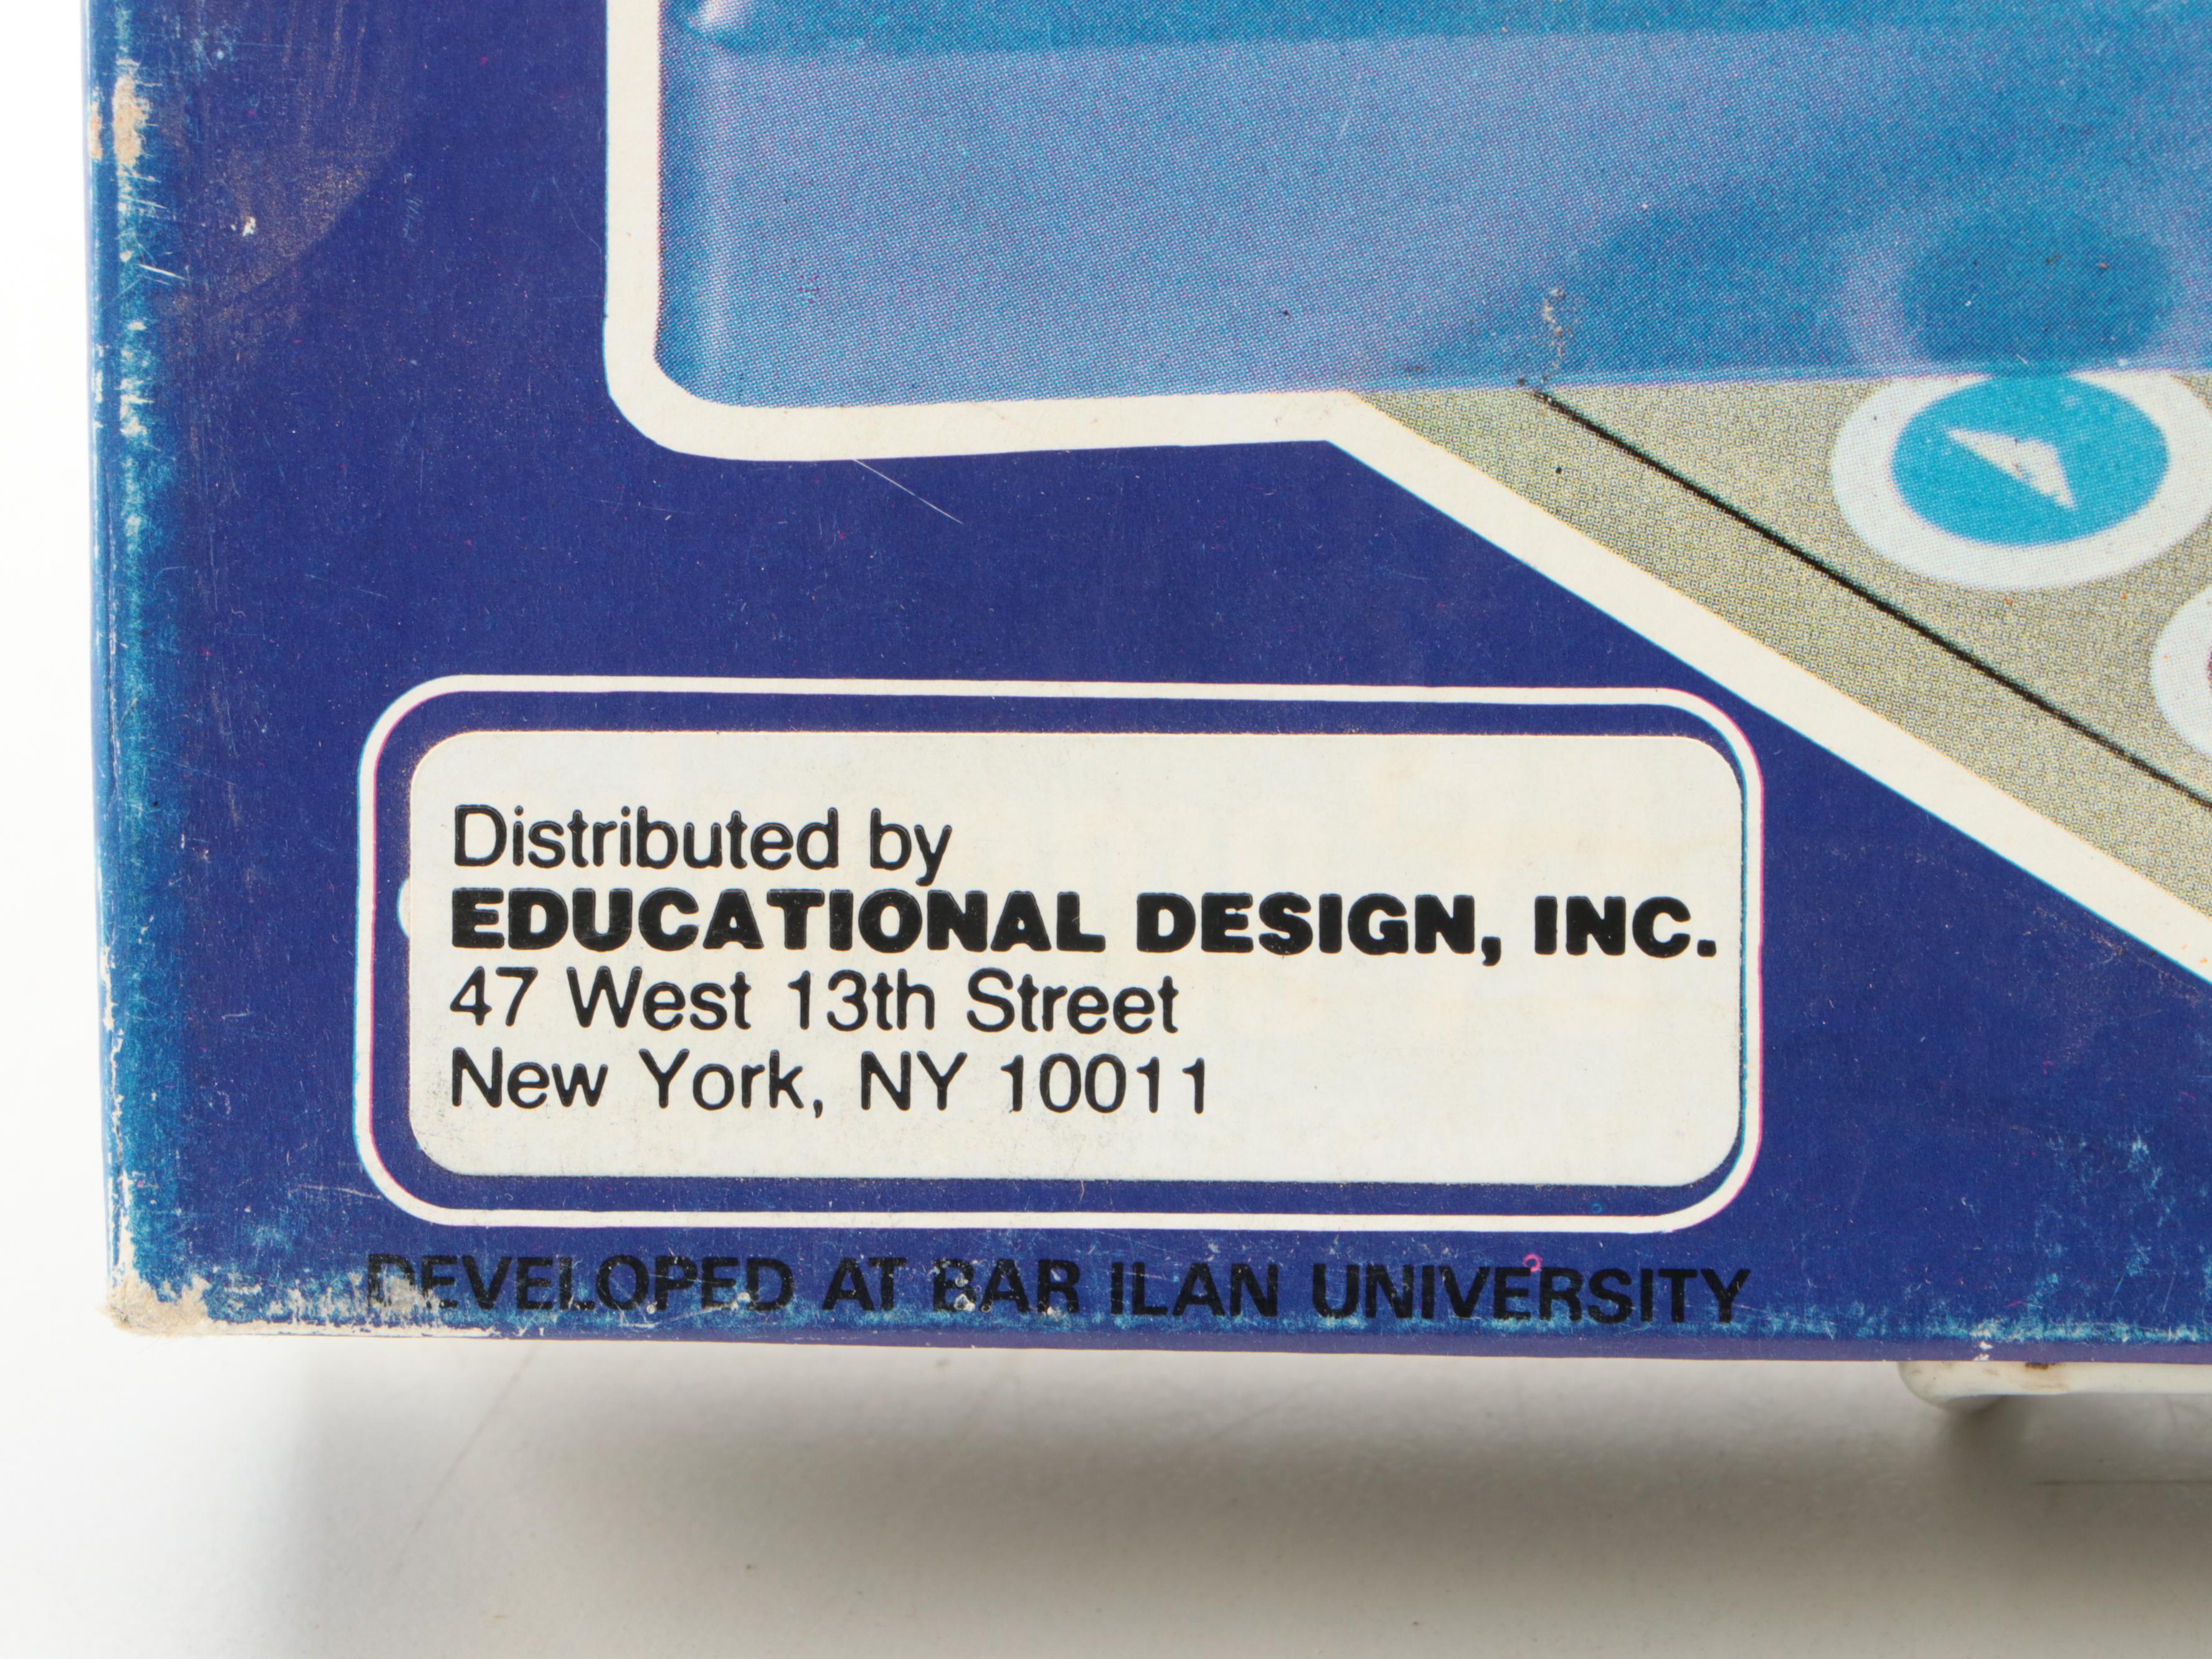 Distributed by
EDUCATIONAL DESIGN, INC.
47 West 13th Street
New York, NY 10011
DEVELOPED AT BAR ILAN UNIVERSITY